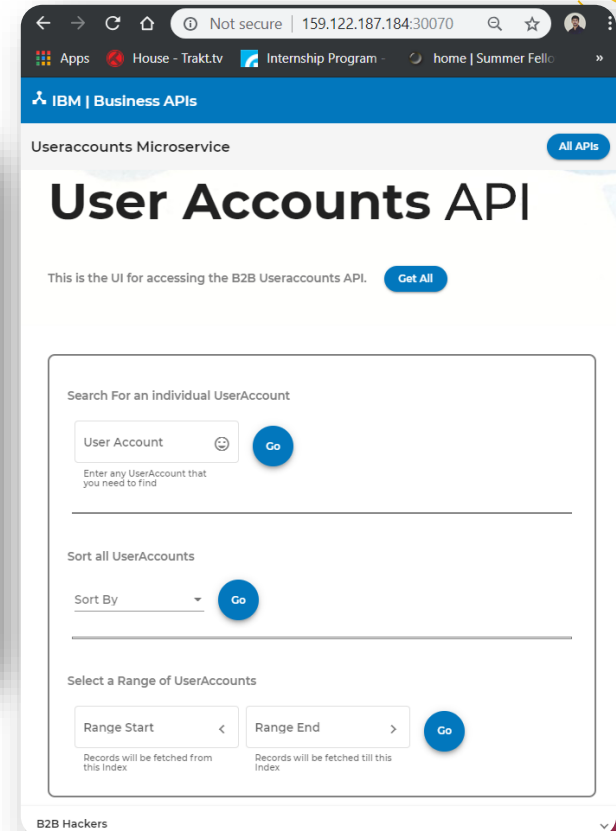 Not secure | 159.122.187.184:30070
Apps House - Trakt.tv Internship Program - home | Summer Fello »
IBM | Business APIs
Useraccounts Microservice All APIs
User Accounts API
This is the UI for accessing the B2B Useraccounts API. Get All
Search For an individual UserAccount
User Account Go
Enter any UserAccount that
you need to find
Sort all UserAccounts
Sort By Go
Select a Range of UserAccounts
Range Start < Range End > Go
Records will be fetched from
this Index
Records will be fetched till this
Index
B2B Hackers